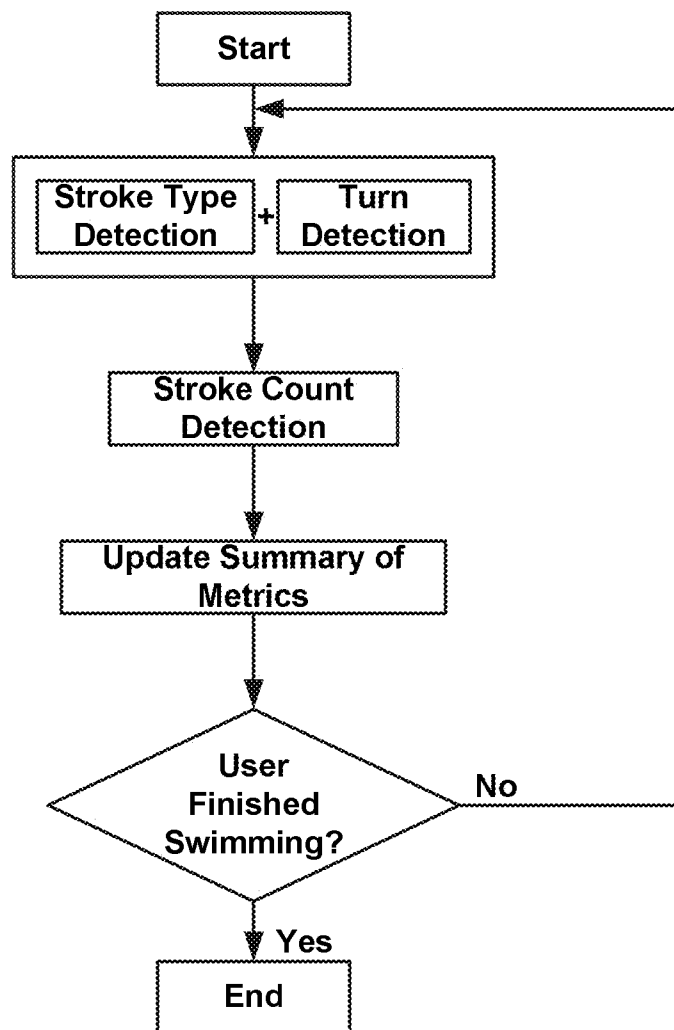 Start
Stroke Type
Detection
+
Turn
Detection
Stroke Count
Detection
Update Summary of
Metrics
User
Finished
Swimming?
No
Yes
End